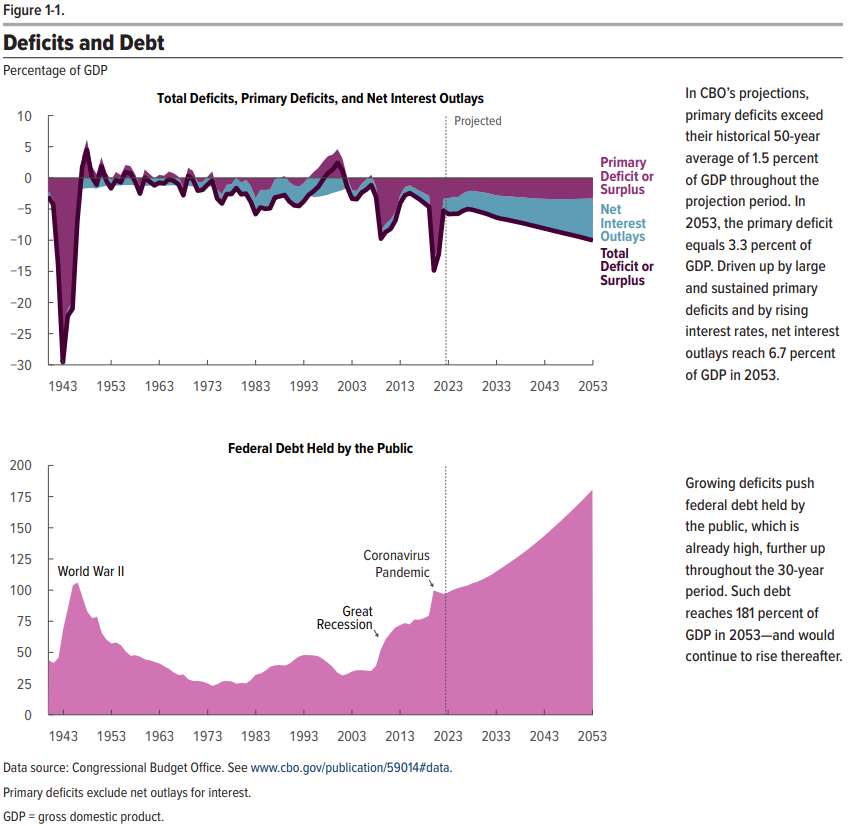 Figure 1-1.
Deficits and Debt
Percentage of GDP
Total Deficits, Primary Deficits, and Net Interest Outlays
Projected
10
5
0
−5
−10
−15
−20
−25
−30
1943 1953 1963 1973 1983 1993 2003 2013 2023 2033 2043 2053
Primary
Deficit or
Surplus
Net
Interest
Outlays
Total
Deficit or
Surplus
In CBO’s projections,
primary deficits exceed
their historical 50-year
average of 1.5 percent
of GDP throughout the
projection period. In
2053, the primary deficit
equals 3.3 percent of
GDP. Driven up by large
and sustained primary
deficits and by rising
interest rates, net interest
outlays reach 6.7 percent
of GDP in 2053.
Federal Debt Held by the Public
200
175
150
125
100
75
50
25
0
World War II
Great
Recession
Coronavirus
Pandemic
1943 1953 1963 1973 1983 1993 2003 2013 2023 2033 2043 2053
Growing deficits push
federal debt held by
the public, which is
already high, further up
throughout the 30-year
period. Such debt
reaches 181 percent of
GDP in 2053—and would
continue to rise thereafter.
Data source: Congressional Budget Office. See www.cbo.gov/publication/59014#data.
Primary deficits exclude net outlays for interest.
GDP = gross domestic product.